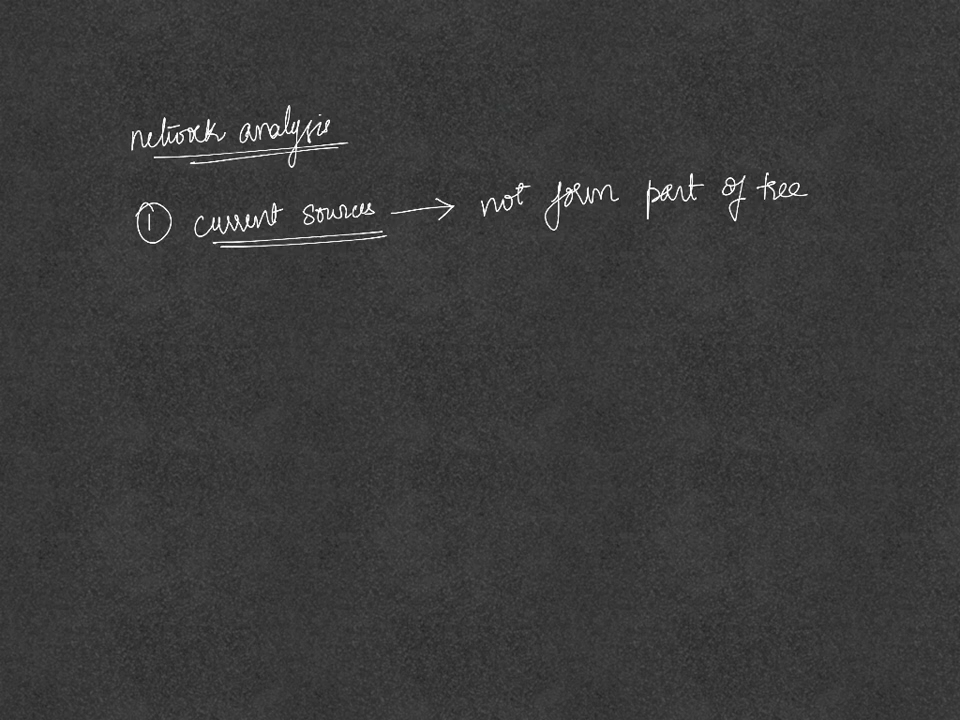 network analysis
① current sources → not form part of tree